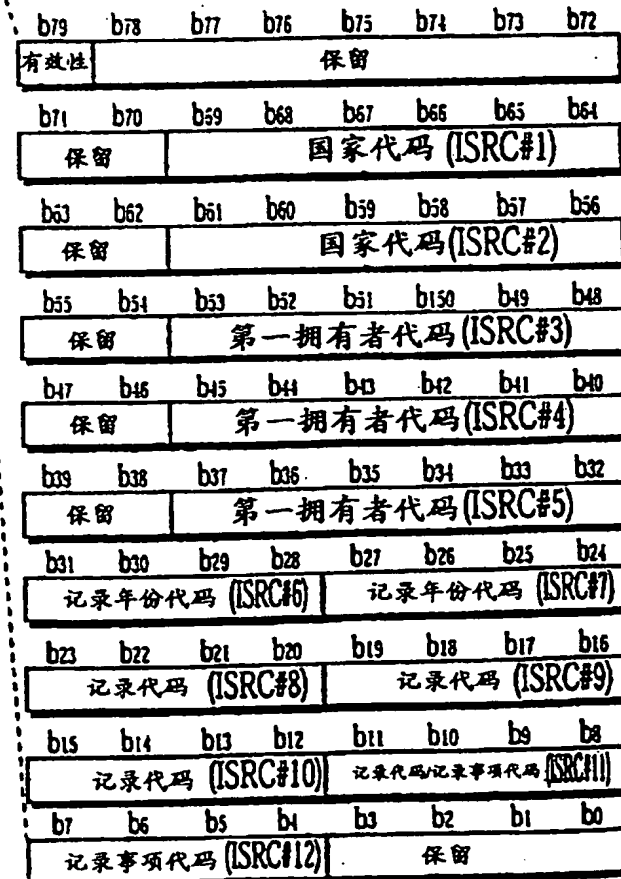 b79 b78 b77 b76 b75 b74 b73 b72
有效性 保留
b71 b70 b69 b68 b67 b66 b65 b64
保留 国家代码 (ISRC#1)
b63 b62 b61 b60 b59 b58 b57 b56
保留 国家代码(ISRC#2)
b55 b54 b53 b52 b51 b150 b49 b48
保留 第一拥有者代码(ISRC#3)
b47 b46 b45 b44 b43 b42 b41 b40
保留 第一拥有者代码(ISRC#4)
b39 b38 b37 b36 b35 b34 b33 b32
保留 第一拥有者代码(ISRC#5)
b31 b30 b29 b28 b27 b26 b25 b24
记录年份代码 (ISRC#6) 记录年份代码 (ISRC#7)
b23 b22 b21 b20 b19 b18 b17 b16
记录代码 (ISRC#8) 记录代码 (ISRC#9)
b15 b14 b13 b12 b11 b10 b9 b8
记录代码 (ISRC#10) 记录代码/记录事项代码 (ISRC#11)
b7 b6 b5 b4 b3 b2 b1 b0
记录事项代码 (ISRC#12) 保留